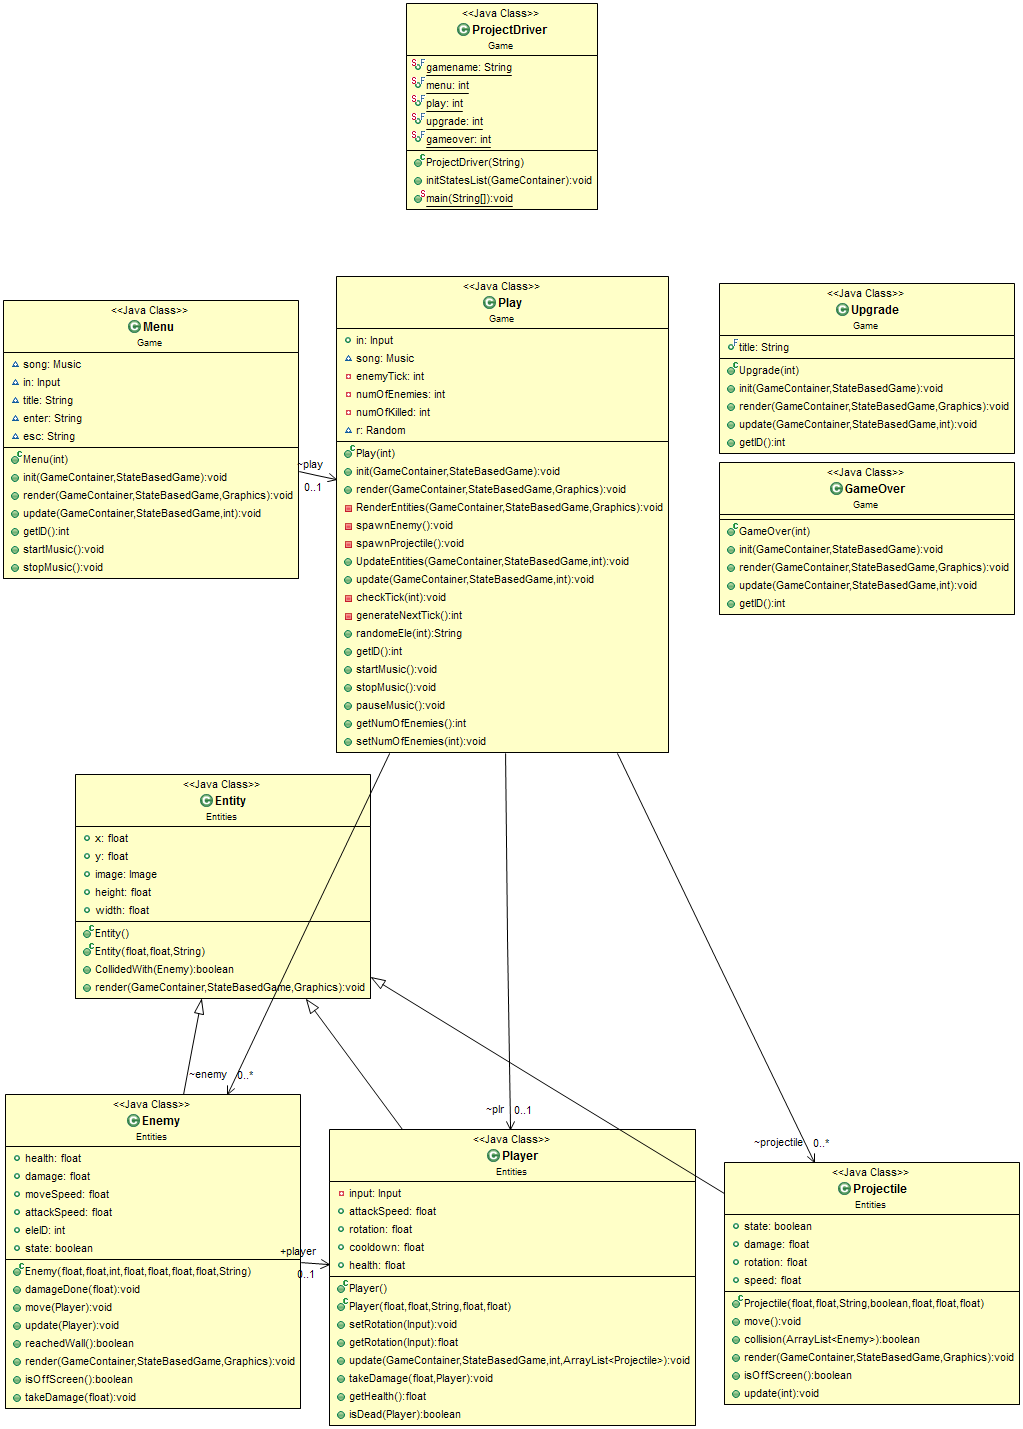 <<Java Class>>
ProjectDriver
Game
gamename: String
menu: int
play: int
upgrade: int
gameover: int
ProjectDriver(String)
initStatesList(GameContainer):void
main(String[]):void
<<Java Class>>
Menu
Game
song: Music
in: Input
title: String
enter: String
esc: String
Menu(int)
init(GameContainer,StateBasedGame):void
render(GameContainer,StateBasedGame,Graphics):void
update(GameContainer,StateBasedGame,int):void
getID():int
startMusic():void
stopMusic():void
~play
0..1
<<Java Class>>
Play
Game
in: Input
song: Music
enemyTick: int
numOfEnemies: int
numOfKilled: int
r: Random
Play(int)
init(GameContainer,StateBasedGame):void
render(GameContainer,StateBasedGame,Graphics):void
RenderEntities(GameContainer,StateBasedGame,Graphics):void
spawnEnemy():void
spawnProjectile():void
UpdateEntities(GameContainer,StateBasedGame,int):void
update(GameContainer,StateBasedGame,int):void
checkTick(int):void
generateNextTick():int
randomeEle(int):String
getID():int
startMusic():void
stopMusic():void
pauseMusic():void
getNumOfEnemies():int
setNumOfEnemies(int):void
<<Java Class>>
Upgrade
Game
title: String
Upgrade(int)
init(GameContainer,StateBasedGame):void
render(GameContainer,StateBasedGame,Graphics):void
update(GameContainer,StateBasedGame,int):void
getID():int
<<Java Class>>
GameOver
Game
GameOver(int)
init(GameContainer,StateBasedGame):void
render(GameContainer,StateBasedGame,Graphics):void
update(GameContainer,StateBasedGame,int):void
getID():int
<<Java Class>>
Entity
Entities
x: float
y: float
image: Image
height: float
width: float
Entity()
Entity(float,float,String)
CollidedWith(Enemy):boolean
render(GameContainer,StateBasedGame,Graphics):void
~enemy
0..*
~plr
0..1
~projectile
0..*
<<Java Class>>
Enemy
Entities
health: float
damage: float
moveSpeed: float
attackSpeed: float
eleID: int
state: boolean
Enemy(float,float,int,float,float,float,float,String)
damageDone(float):void
move(Player):void
update(Player):void
reachedWall():boolean
render(GameContainer,StateBasedGame,Graphics):void
isOffScreen():boolean
takeDamage(float):void
+player
0..1
<<Java Class>>
Player
Entities
input: Input
attackSpeed: float
rotation: float
cooldown: float
health: float
Player()
Player(float,float,String,float,float)
setRotation(Input):void
getRotation(Input):float
update(GameContainer,StateBasedGame,int,ArrayList<Projectile>):void
takeDamage(float,Player):void
getHealth():float
isDead(Player):boolean
<<Java Class>>
Projectile
Entities
state: boolean
damage: float
rotation: float
speed: float
Projectile(float,float,String,boolean,float,float,float)
move():void
collision(ArrayList<Enemy>):boolean
render(GameContainer,StateBasedGame,Graphics):void
isOffScreen():boolean
update(int):void